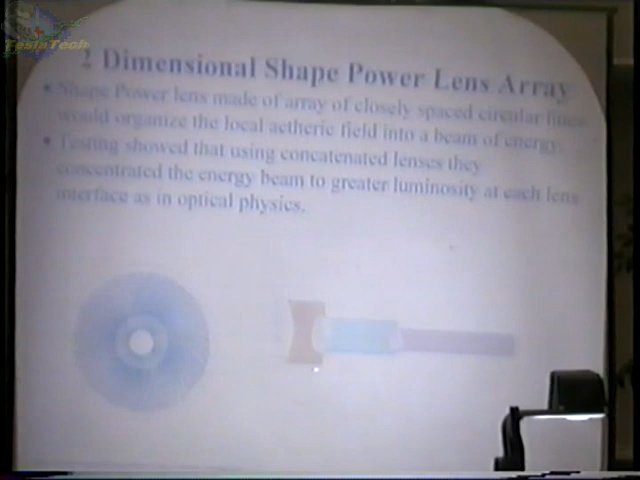 TeslaTech
2 Dimensional Shape Power Lens Array
• Shape Power lens made of array of closely spaced circular lines
would organize the local aetheric field into a beam of energy.
• Testing showed that using concatenated lenses they
concentrated the energy beam to greater luminosity at each lens
interface as in optical physics.